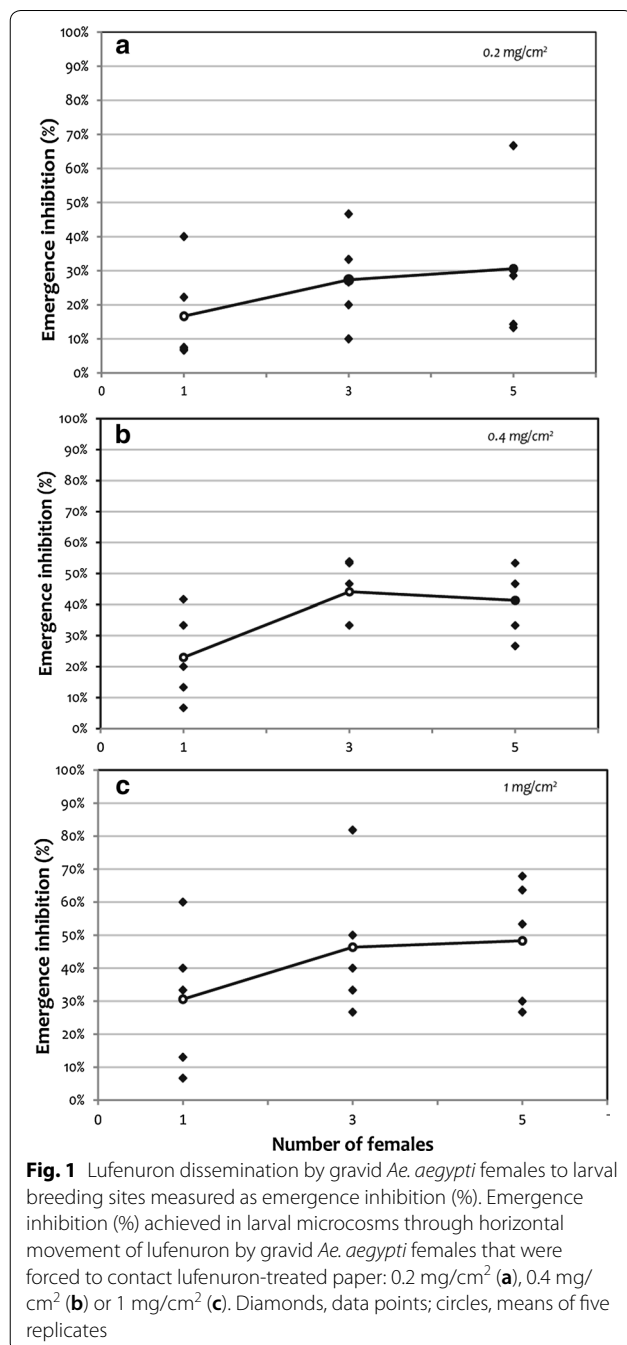 a
0.2 mg/cm²
100%
90%
80%
70%
60%
50%
40%
30%
20%
10%
0%
Emergence inhibition (%)
0 1 3 5
b
0.4 mg/cm²
100%
90%
80%
70%
60%
50%
40%
30%
20%
10%
0%
Emergence inhibition (%)
0 1 3 5
c
1 mg/cm²
100%
90%
80%
70%
60%
50%
40%
30%
20%
10%
0%
Emergence inhibition (%)
0 1 3 5
Number of females
Fig. 1 Lufenuron dissemination by gravid Ae. aegypti females to larval
breeding sites measured as emergence inhibition (%). Emergence
inhibition (%) achieved in larval microcosms through horizontal
movement of lufenuron by gravid Ae. aegypti females that were
forced to contact lufenuron-treated paper: 0.2 mg/cm² (a), 0.4 mg/
cm² (b) or 1 mg/cm² (c). Diamonds, data points; circles, means of five
replicates